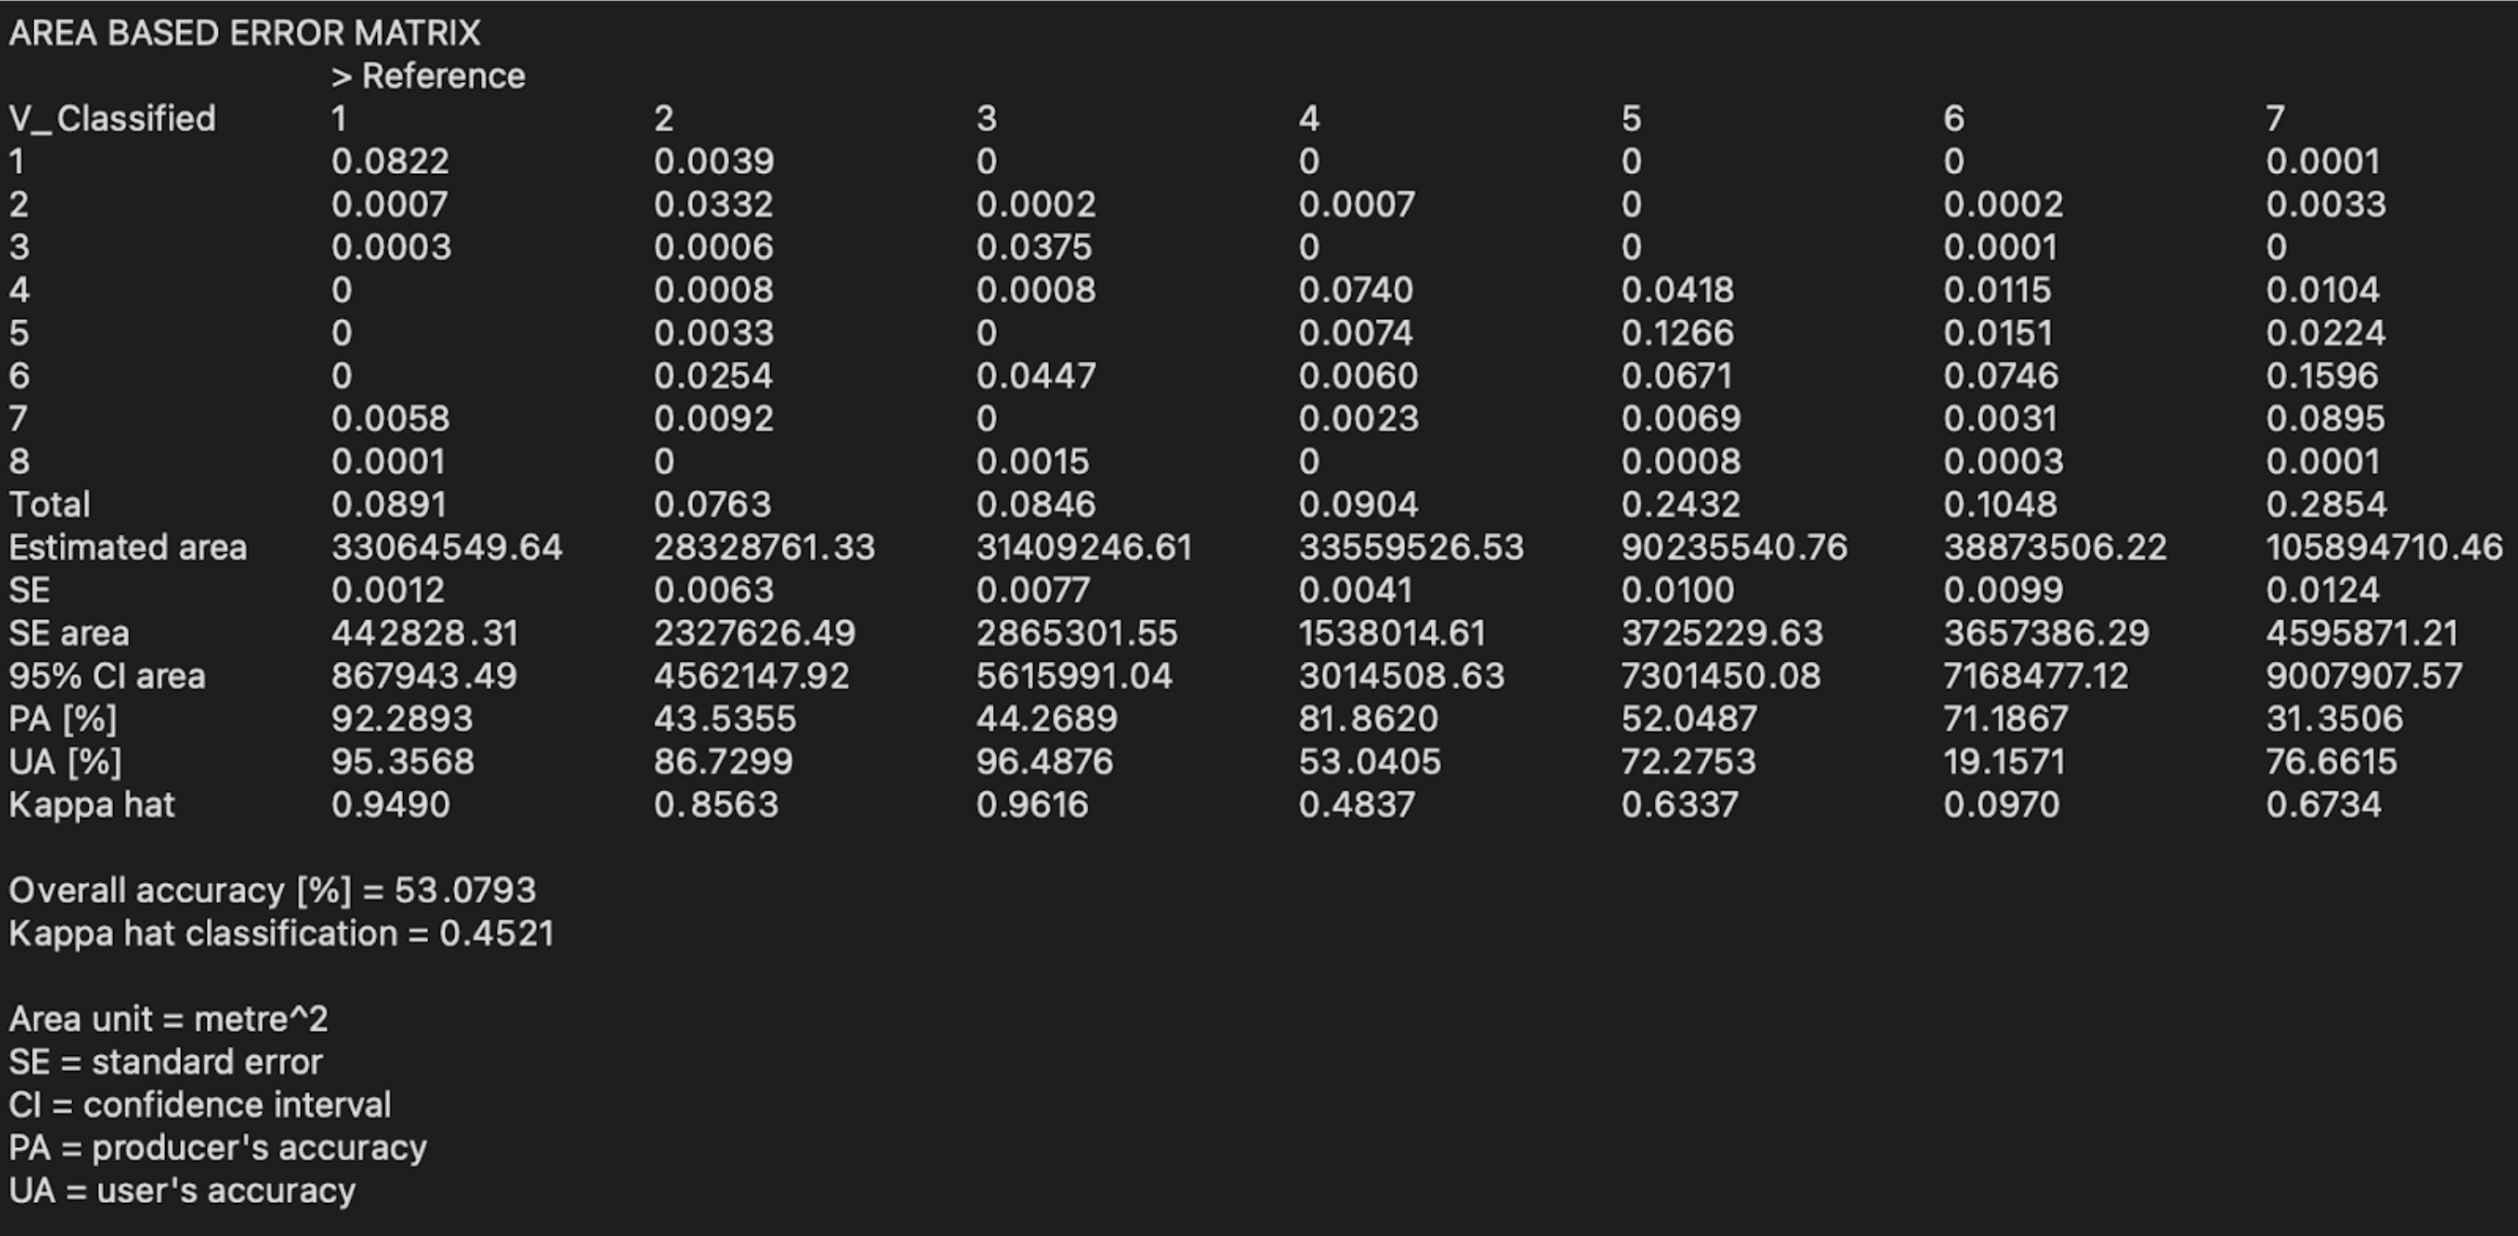 AREA BASED ERROR MATRIX
> Reference
V_Classified 1 2 3 4 5 6 7
1 0.0822 0.0039 0 0 0 0 0.0001
2 0.0007 0.0332 0.0002 0.0007 0 0.0002 0.0033
3 0.0003 0.0006 0.0375 0 0 0.0001 0
4 0 0.0008 0.0008 0.0740 0.0418 0.0115 0.0104
5 0 0.0033 0 0.0074 0.1266 0.0151 0.0224
6 0 0.0254 0.0447 0.0060 0.0671 0.0746 0.1596
7 0.0058 0.0092 0 0.0023 0.0069 0.0031 0.0895
8 0.0001 0 0.0015 0 0.0008 0.0003 0.0001
Total 0.0891 0.0763 0.0846 0.0904 0.2432 0.1048 0.2854
Estimated area 33064549.64 28328761.33 31409246.61 33559526.53 90235540.76 38873506.22 105894710.46
SE 0.0012 0.0063 0.0077 0.0041 0.0100 0.0099 0.0124
SE area 442828.31 2327626.49 2865301.55 1538014.61 3725229.63 3657386.29 4595871.21
95% CI area 867943.49 4562147.92 5615991.04 3014508.63 7301450.08 7168477.12 9007907.57
PA [%] 92.2893 43.5355 44.2689 81.8620 52.0487 71.1867 31.3506
UA [%] 95.3568 86.7299 96.4876 53.0405 72.2753 19.1571 76.6615
Kappa hat 0.9490 0.8563 0.9616 0.4837 0.6337 0.0970 0.6734
Overall accuracy [%] = 53.0793
Kappa hat classification = 0.4521
Area unit = metre^2
SE = standard error
CI = confidence interval
PA = producer's accuracy
UA = user's accuracy